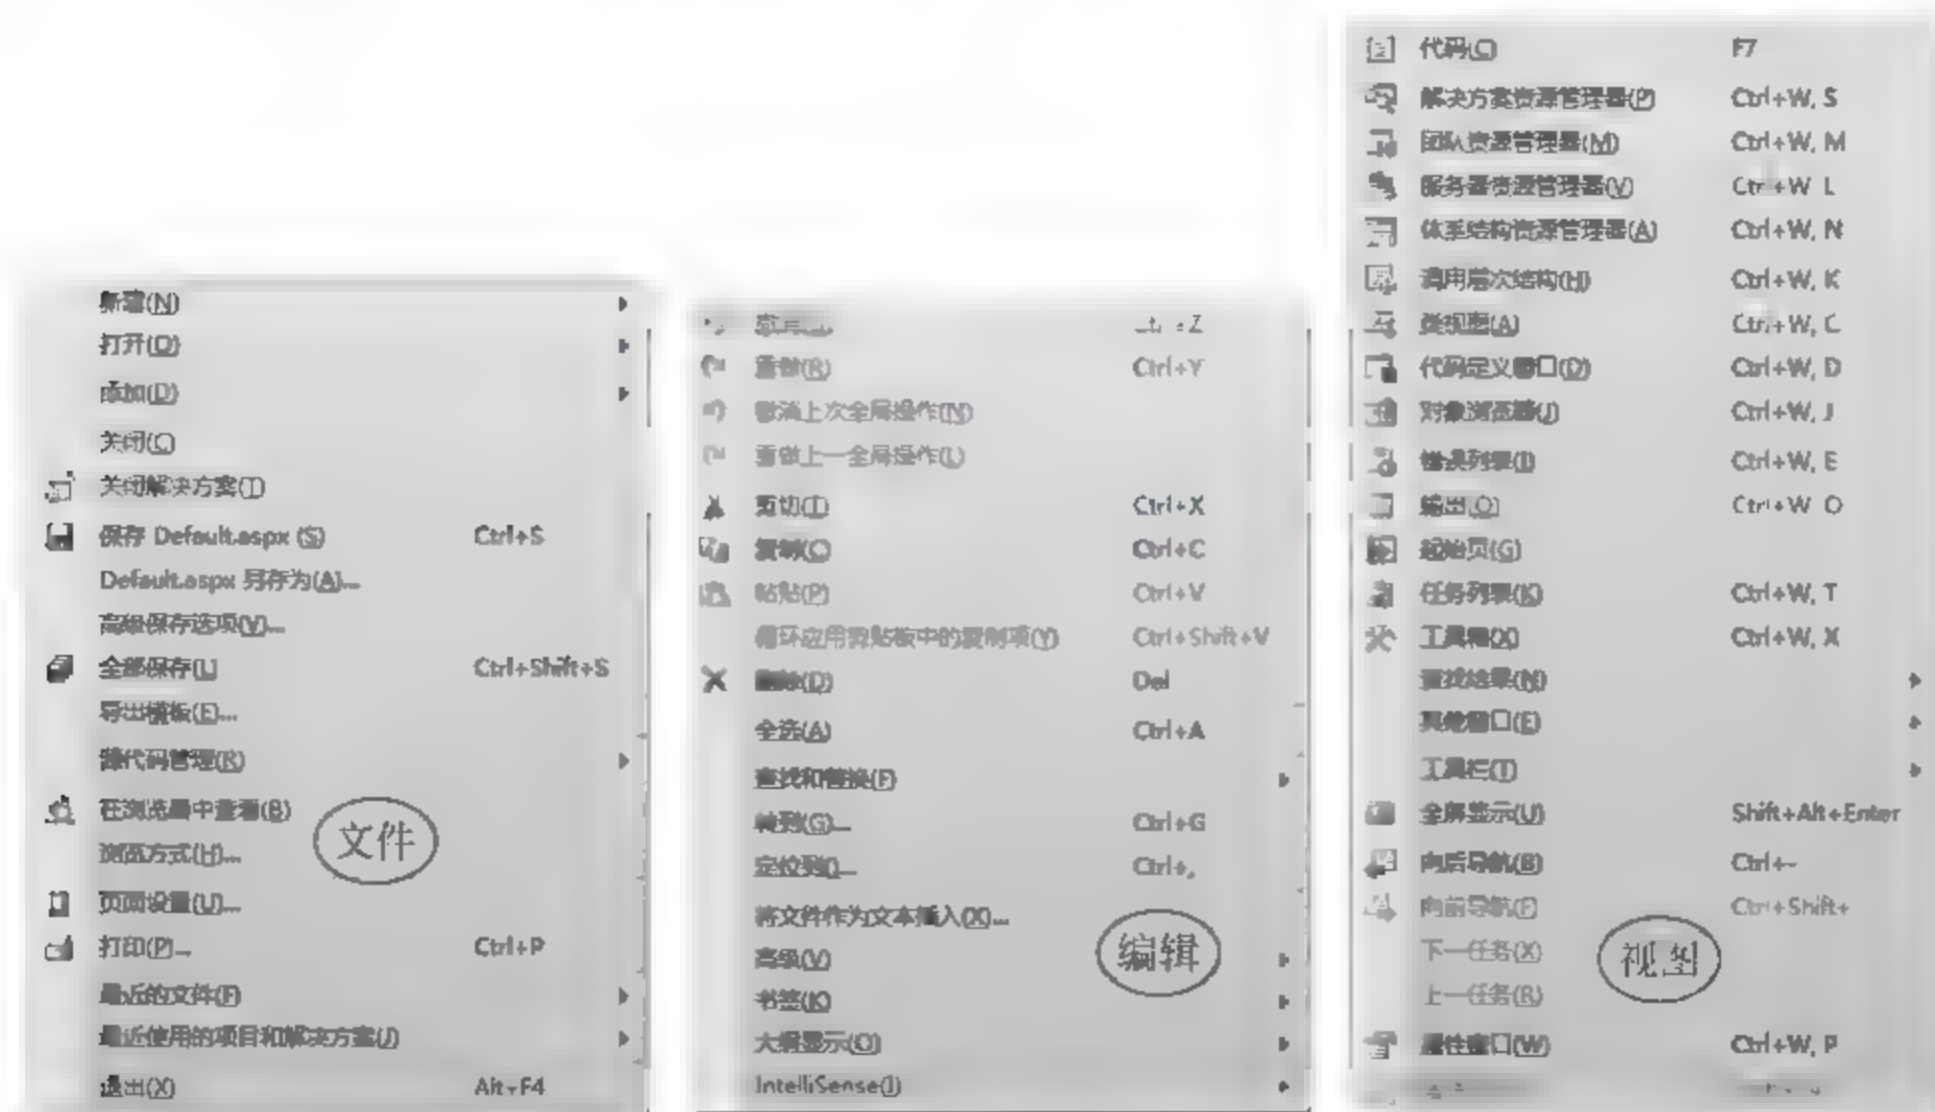 新建(N)
打开(O)
添加(D)
关闭(C)
关闭解决方案(T)
保存 Default.aspx (S) Ctrl+S
Default.aspx 另存为(A)...
高级保存选项(V)...
全部保存(L) Ctrl+Shift+S
导出模板(E)...
源代码管理(R)
在浏览器中查看(B)
浏览方式(H)...
页面设置(U)...
打印(P)... Ctrl+P
最近的文件(F)
最近使用的项目和解决方案(J)
退出(X) Alt+F4
文件
Ctrl+Z
重做(R) Ctrl+Y
撤消上次全局操作(N)
重做上一全局操作(L)
剪切(T) Ctrl+X
复制(C) Ctrl+C
粘贴(P) Ctrl+V
循环应用剪贴板中的复制项(Y) Ctrl+Shift+V
删除(D) Del
全选(A) Ctrl+A
查找和替换(F)
转到(G)... Ctrl+G
定位到()... Ctrl+,
将文件作为文本插入(X)...
高级(V)
书签(K)
大纲显示(O)
IntelliSense(I)
编辑
代码(C) F7
解决方案资源管理器(P) Ctrl+W, S
团队资源管理器(M) Ctrl+W, M
服务器资源管理器(V) Ctrl+W L
体系结构资源管理器(A) Ctrl+W, N
调用层次结构(H) Ctrl+W, K
类视图(A) Ctrl+W, C
代码定义窗口(D) Ctrl+W, D
对象浏览器(J) Ctrl+W, J
错误列表(I) Ctrl+W, E
输出(O) Ctrl+W O
起始页(G)
任务列表(K) Ctrl+W, T
工具箱(X) Ctrl+W, X
查找结果(N)
其他窗口(E)
工具栏(T)
全屏显示(U) Shift+Alt+Enter
向后导航(B) Ctrl+-
向前导航(F) Ctrl+Shift+
下一任务(X)
上一任务(R)
属性窗口(W) Ctrl+W, P
视图